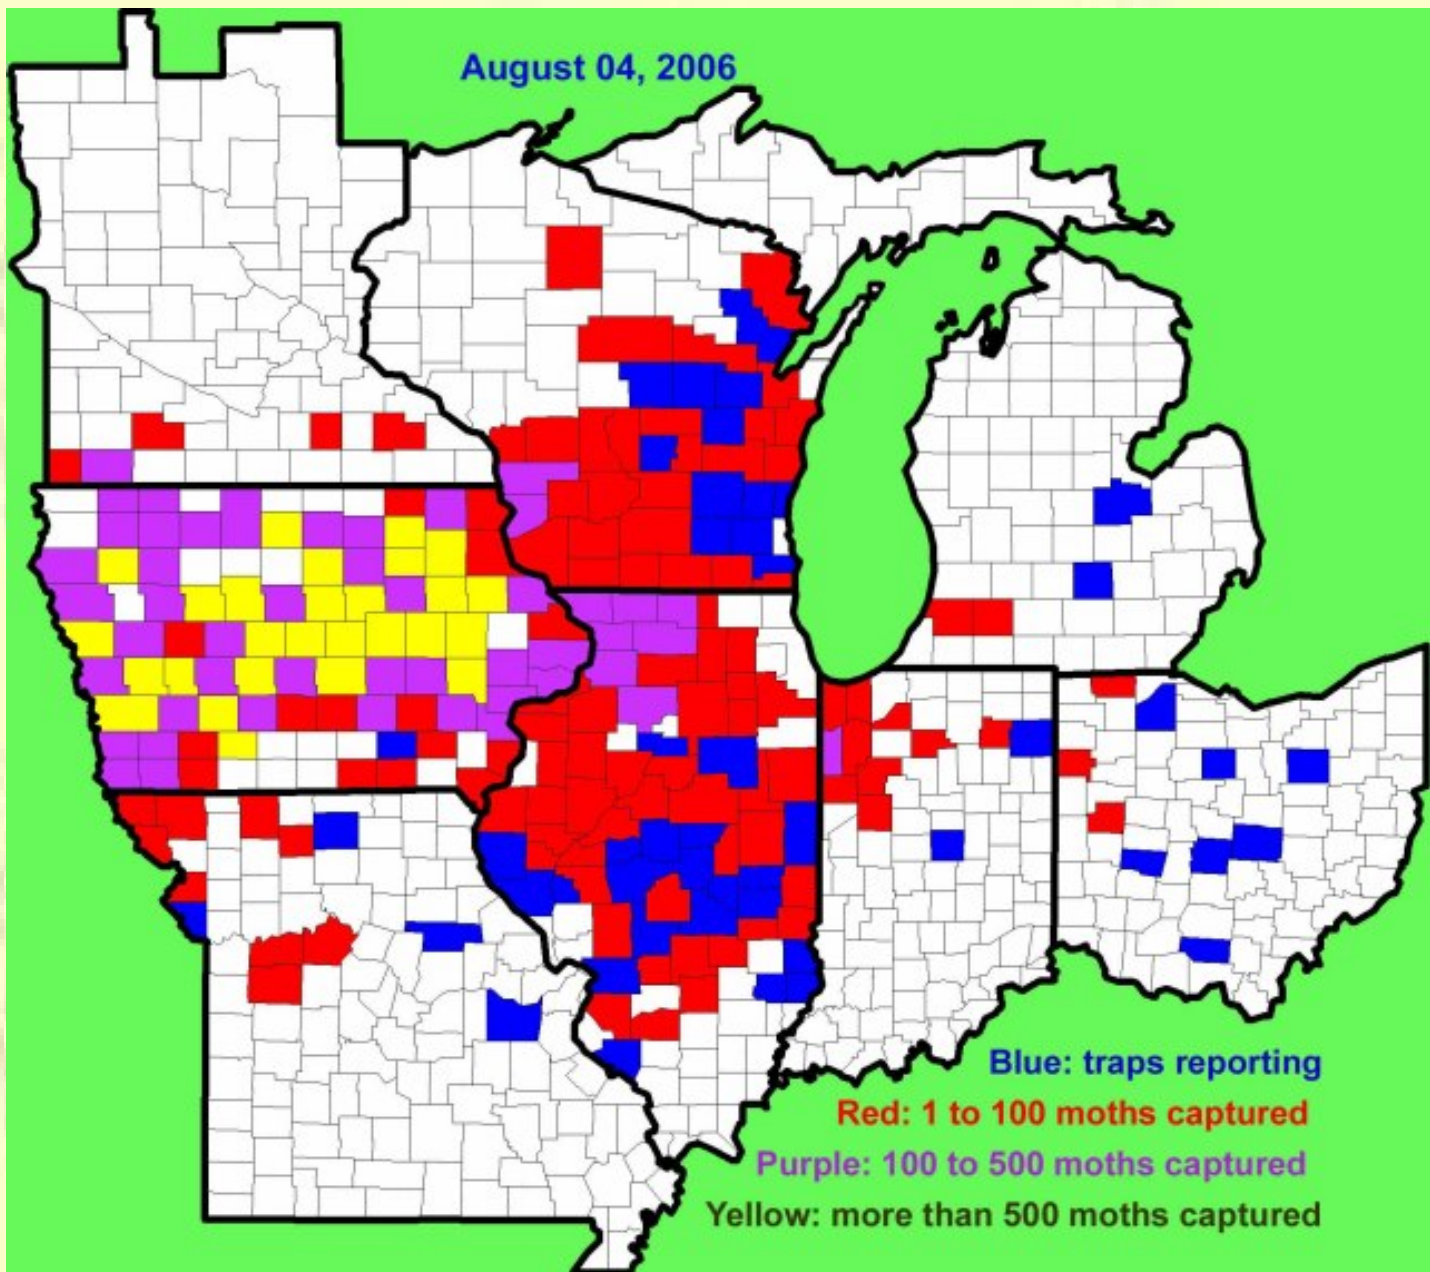 August 04, 2006
Blue: traps reporting
Red: 1 to 100 moths captured
Purple: 100 to 500 moths captured
Yellow: more than 500 moths captured